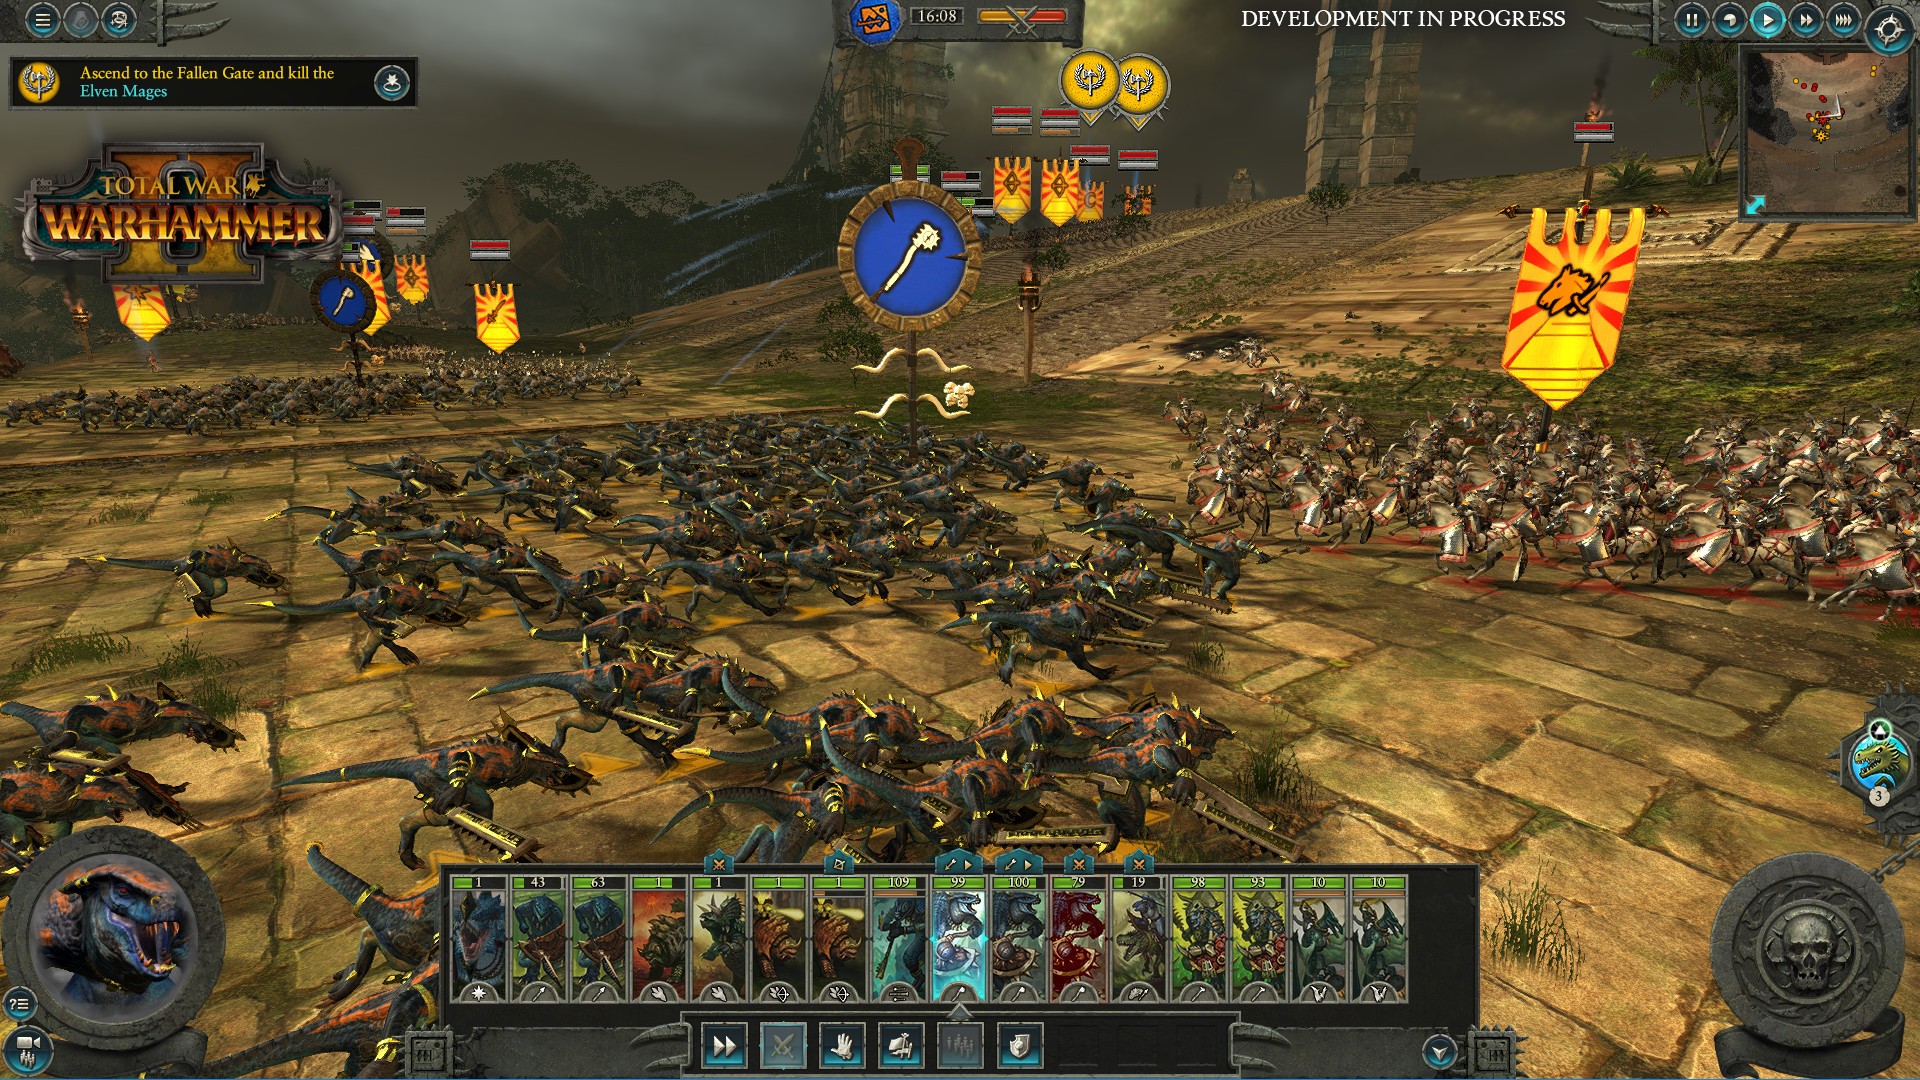 16:08
DEVELOPMENT IN PROGRESS
Ascend to the Fallen Gate and kill the
Elven Mages
TOTAL WAR
WARHAMMER
II
3
1 43 63 1 1 1 1 109 99 100 79 19 98 93 10 10
?